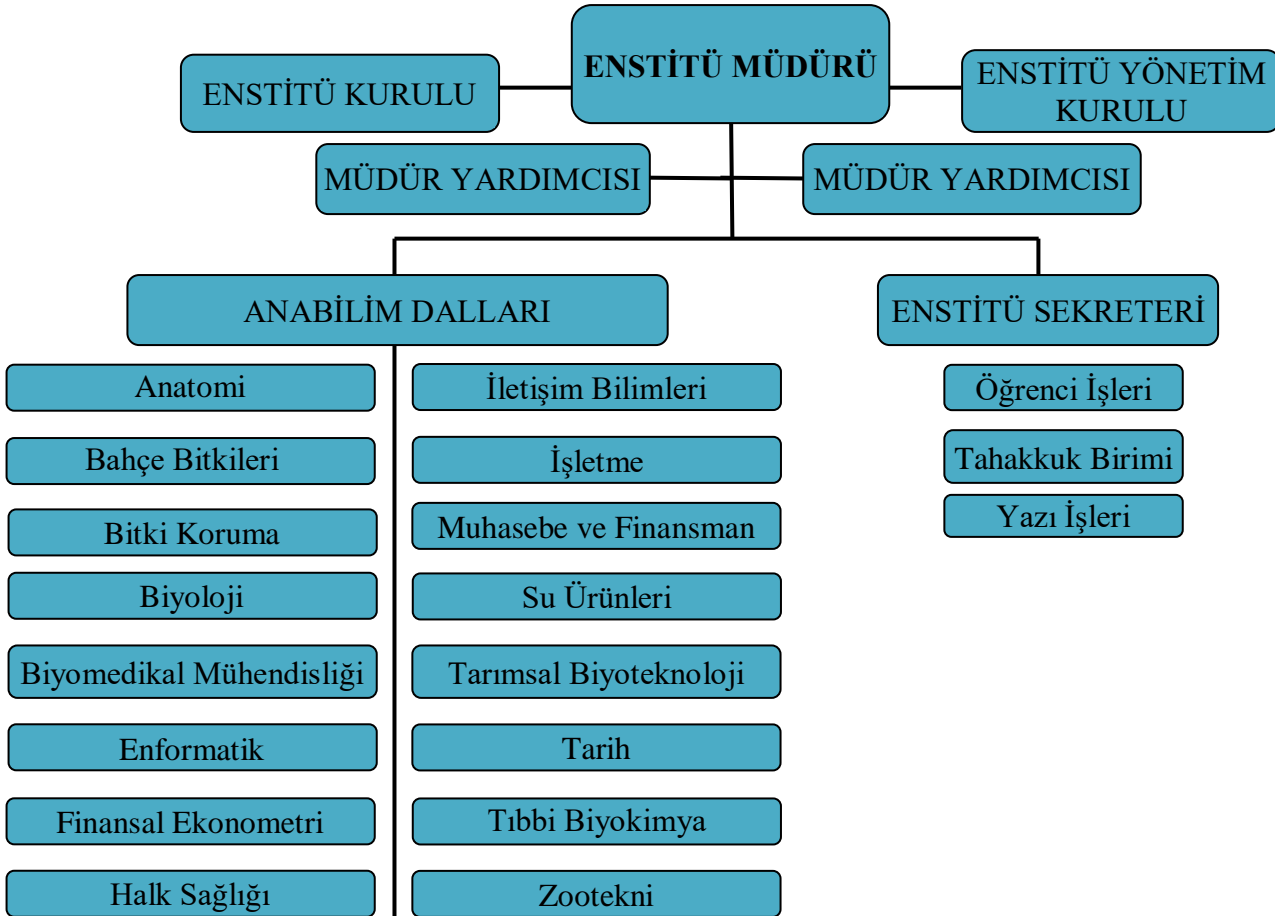 ENSTİTÜ MÜDÜRÜ
ENSTİTÜ KURULU
ENSTİTÜ YÖNETİM
KURULU
MÜDÜR YARDIMCISI
MÜDÜR YARDIMCISI
ANABİLİM DALLARI
ENSTİTÜ SEKRETERİ
Anatomi
Bahçe Bitkileri
Bitki Koruma
Biyoloji
Biyomedikal Mühendisliği
Enformatik
Finansal Ekonometri
Halk Sağlığı
İletişim Bilimleri
İşletme
Muhasebe ve Finansman
Su Ürünleri
Tarımsal Biyoteknoloji
Tarih
Tıbbi Biyokimya
Zootekni
Öğrenci İşleri
Tahakkuk Birimi
Yazı İşleri